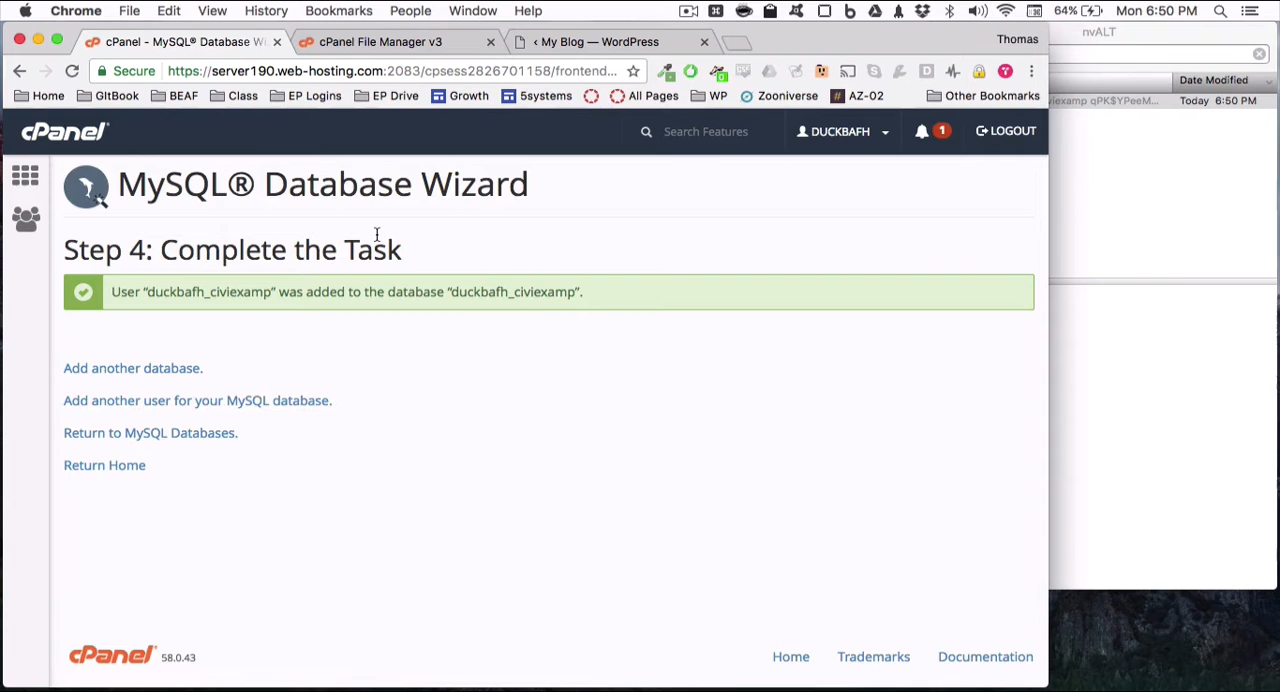 Chrome File Edit View History Bookmarks People Window Help
64% Mon 6:50 PM
cPanel - MySQL® Database Wi
cPanel File Manager v3
‹ My Blog — WordPress
Thomas
nvALT
Secure https://server190.web-hosting.com:2083/cpsess2826701158/frontend...
Date Modified
Home GitBook BEAF Class EP Logins EP Drive Growth 5systems All Pages WP Zooniverse AZ-02 Other Bookmarks
viexamp qPK$YPeeM... Today 6:50 PM
cPanel
Search Features
DUCKBAFH
1
LOGOUT
MySQL® Database Wizard
Step 4: Complete the Task
User “duckbafh_civiexamp” was added to the database “duckbafh_civiexamp”.
Add another database.
Add another user for your MySQL database.
Return to MySQL Databases.
Return Home
cPanel 58.0.43
Home Trademarks Documentation